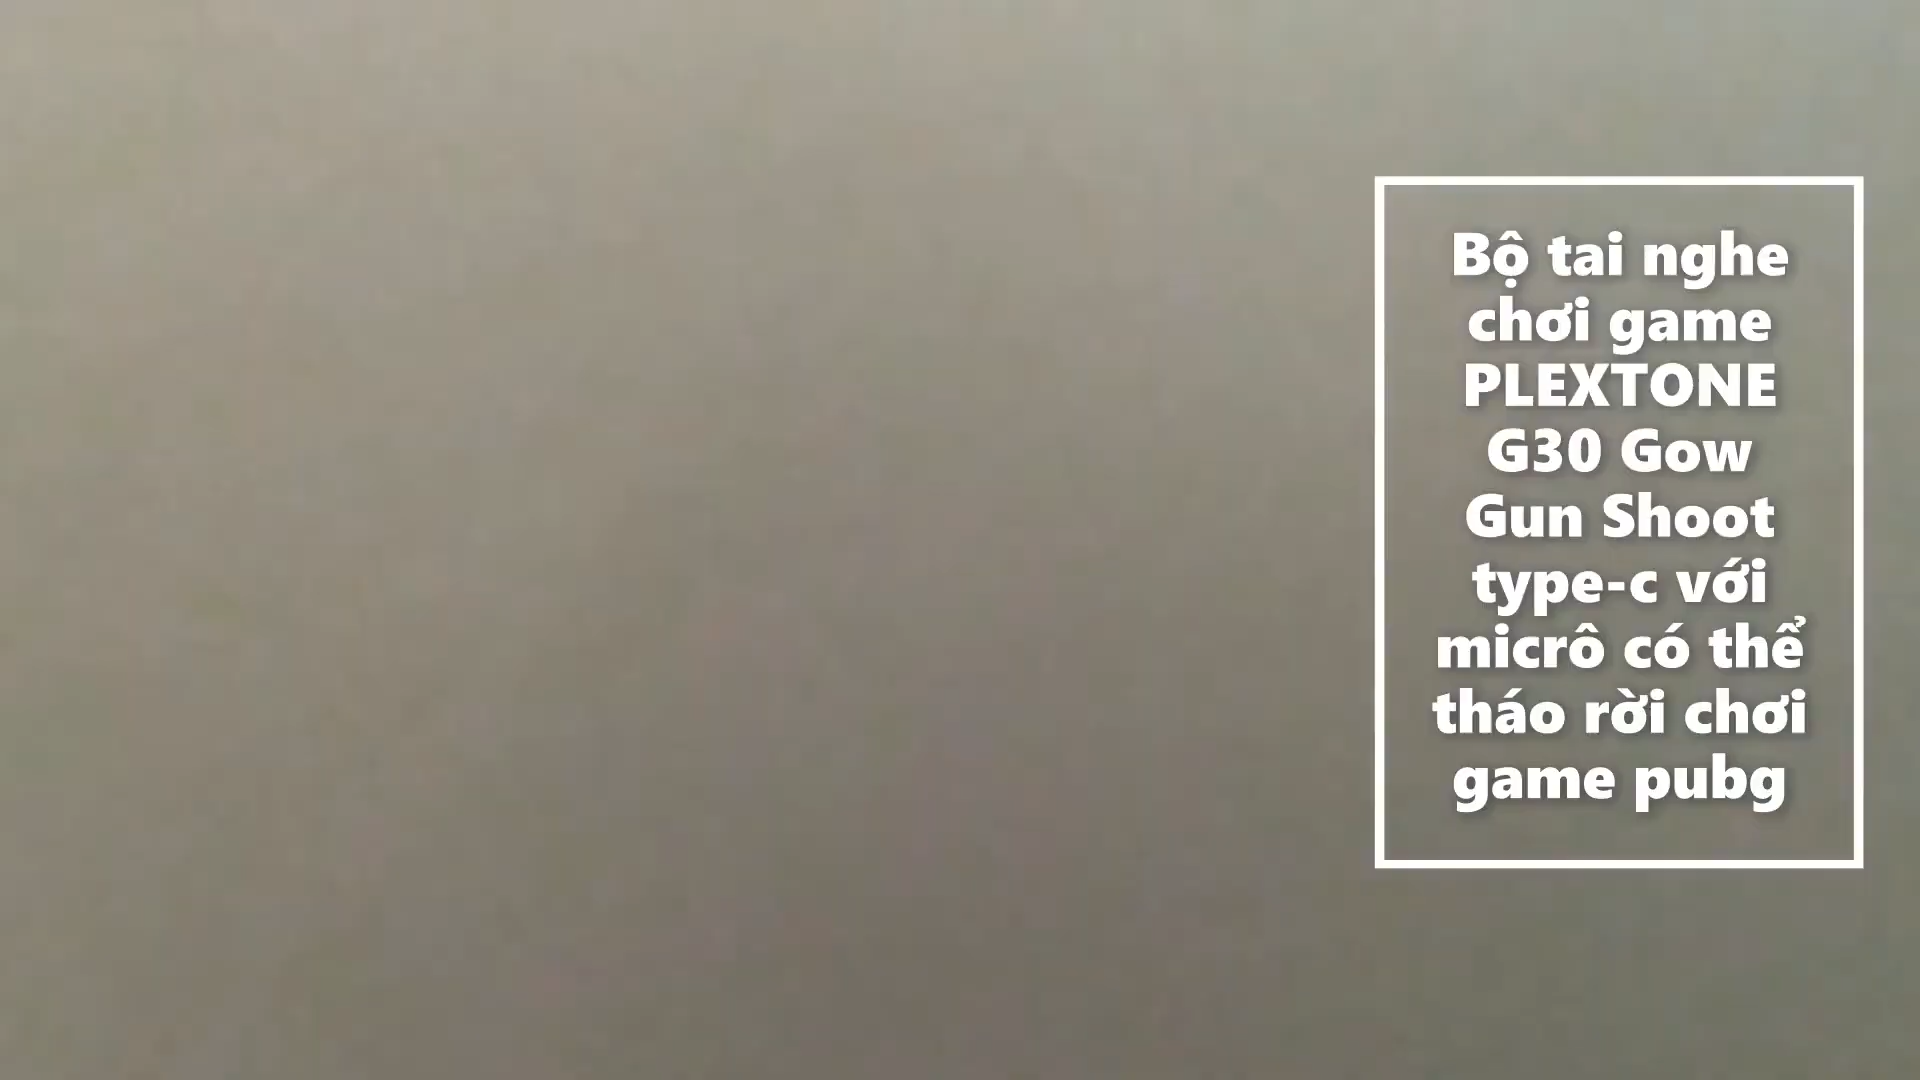 Bộ tai nghe
chơi game
PLEXTONE
G30 Gow
Gun Shoot
type-c với
micrô có thể
tháo rời chơi
game pubg